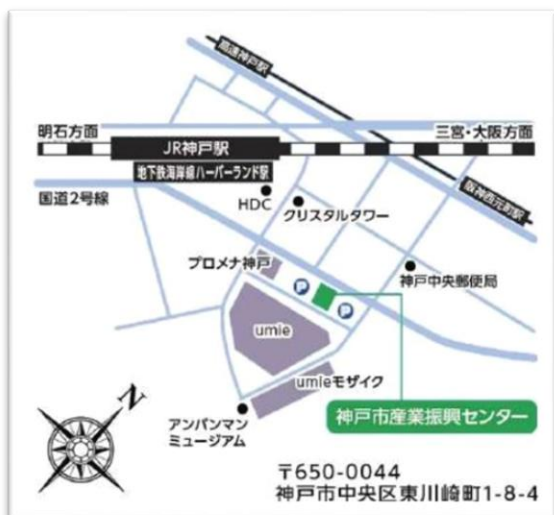 高速神戸駅
明石方面
三宮・大阪方面
JR神戸駅
地下鉄海岸線ハーバーランド駅
阪神西元町駅
国道2号線
HDC
クリスタルタワー
プロメナ神戸
神戸中央郵便局
P
P
umie
umieモザイク
アンパンマン
ミュージアム
神戸市産業振興センター
N
〒650-0044
神戸市中央区東川崎町1-8-4